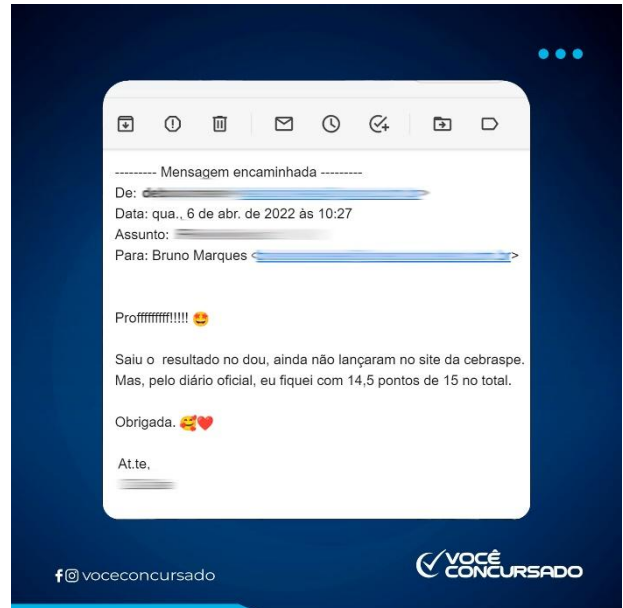 --------- Mensagem encaminhada ---------
De:
Data: qua., 6 de abr. de 2022 às 10:27
Assunto:
Para: Bruno Marques < >
Proffffffffff!!!!! 🤩
Saiu o resultado no dou, ainda não lançaram no site da cebraspe.
Mas, pelo diário oficial, eu fiquei com 14,5 pontos de 15 no total.
Obrigada. 🥰❤️
At.te,
voceconcursado
VOCÊ
CONCURSADO